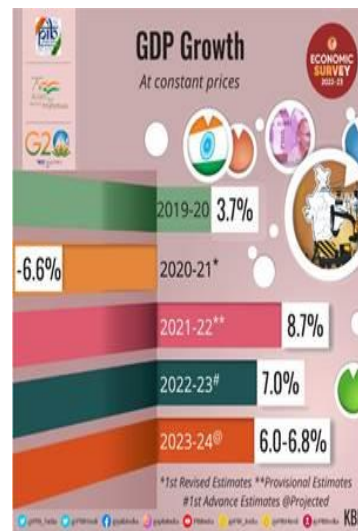 GDP Growth
At constant prices
ECONOMIC
SURVEY
2022-23
G20
2019-20 3.7%
-6.6% 2020-21*
2021-22** 8.7%
2022-23# 7.0%
2023-24@ 6.0-6.8%
*1st Revised Estimates **Provisional Estimates
#1st Advance Estimates @Projected
KB